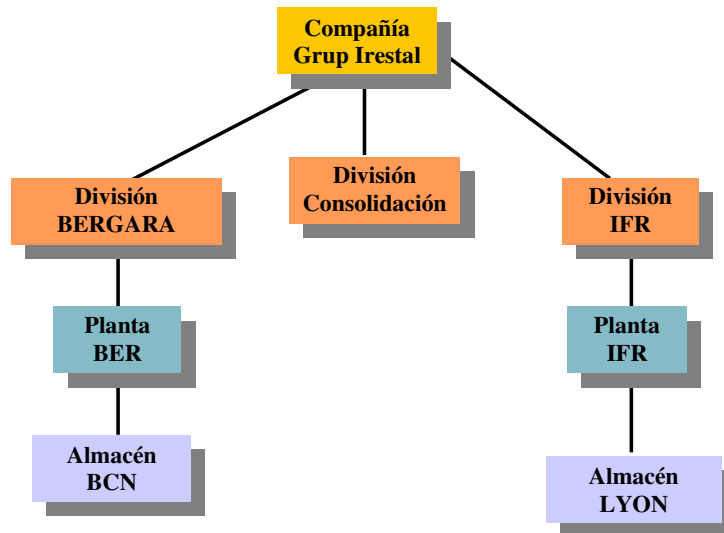 Compañía
Grup Irestal
División
BERGARA
División
Consolidación
División
IFR
Planta
BER
Planta
IFR
Almacén
BCN
Almacén
LYON